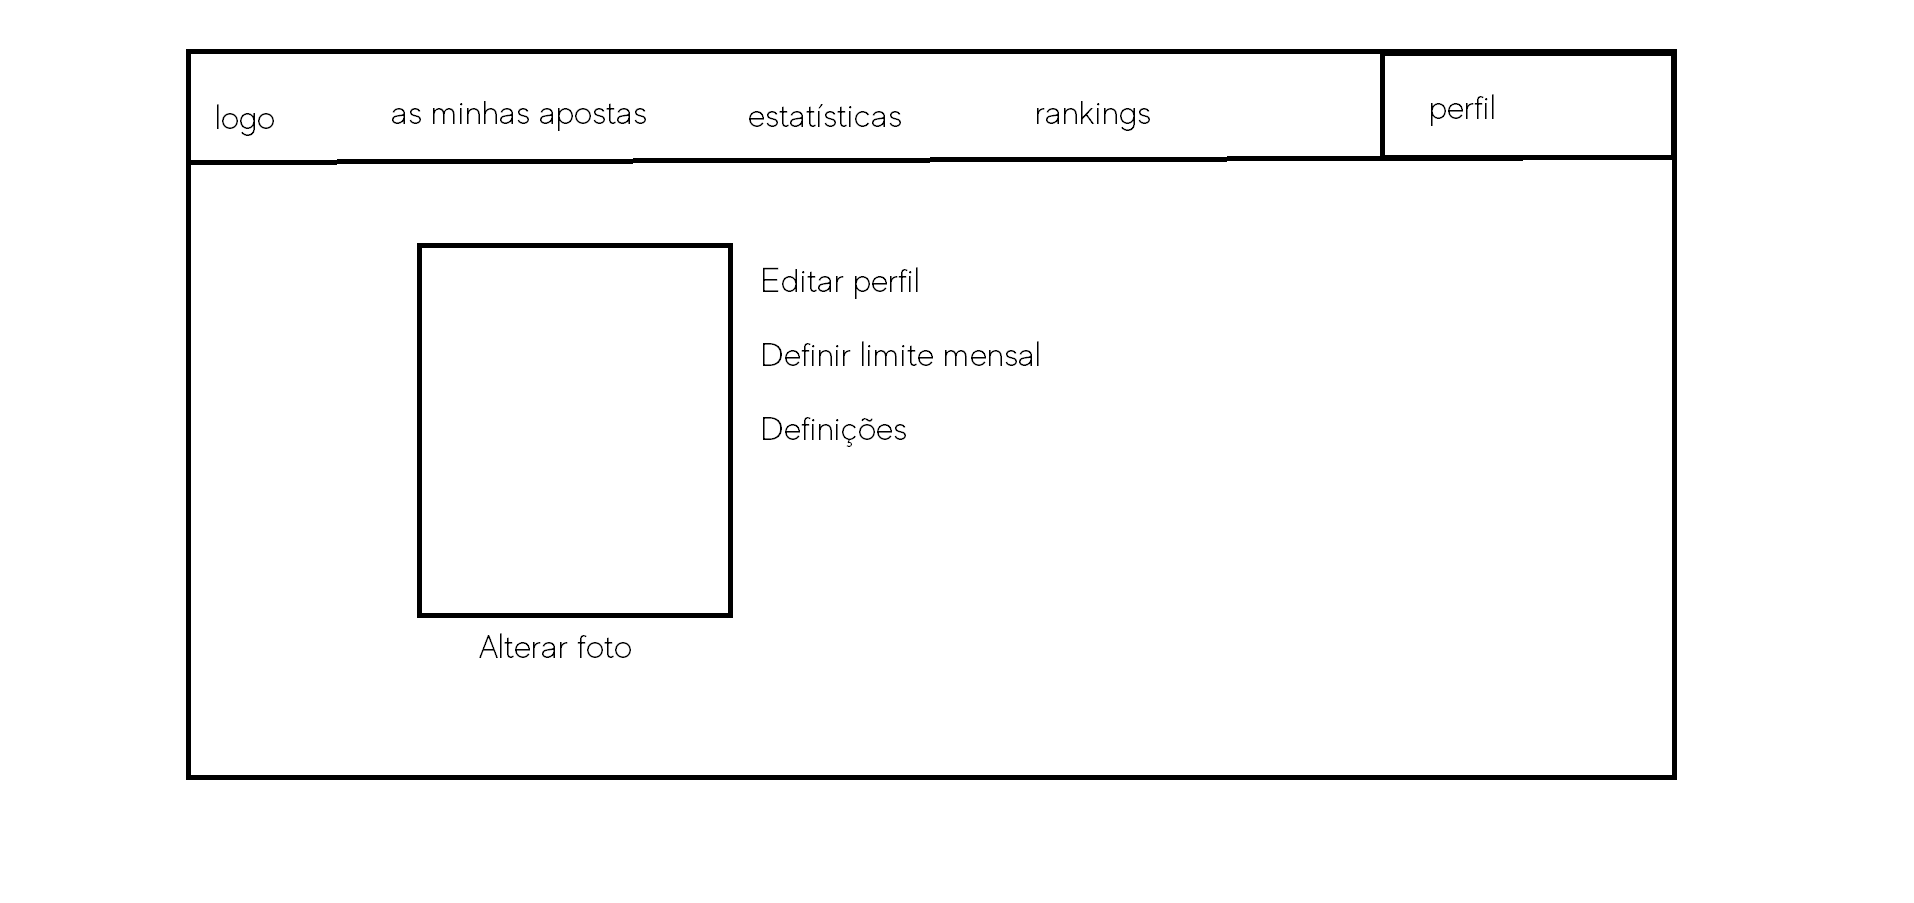 logo
as minhas apostas
estatísticas
rankings
perfil
Editar perfil
Definir limite mensal
Definições
Alterar foto